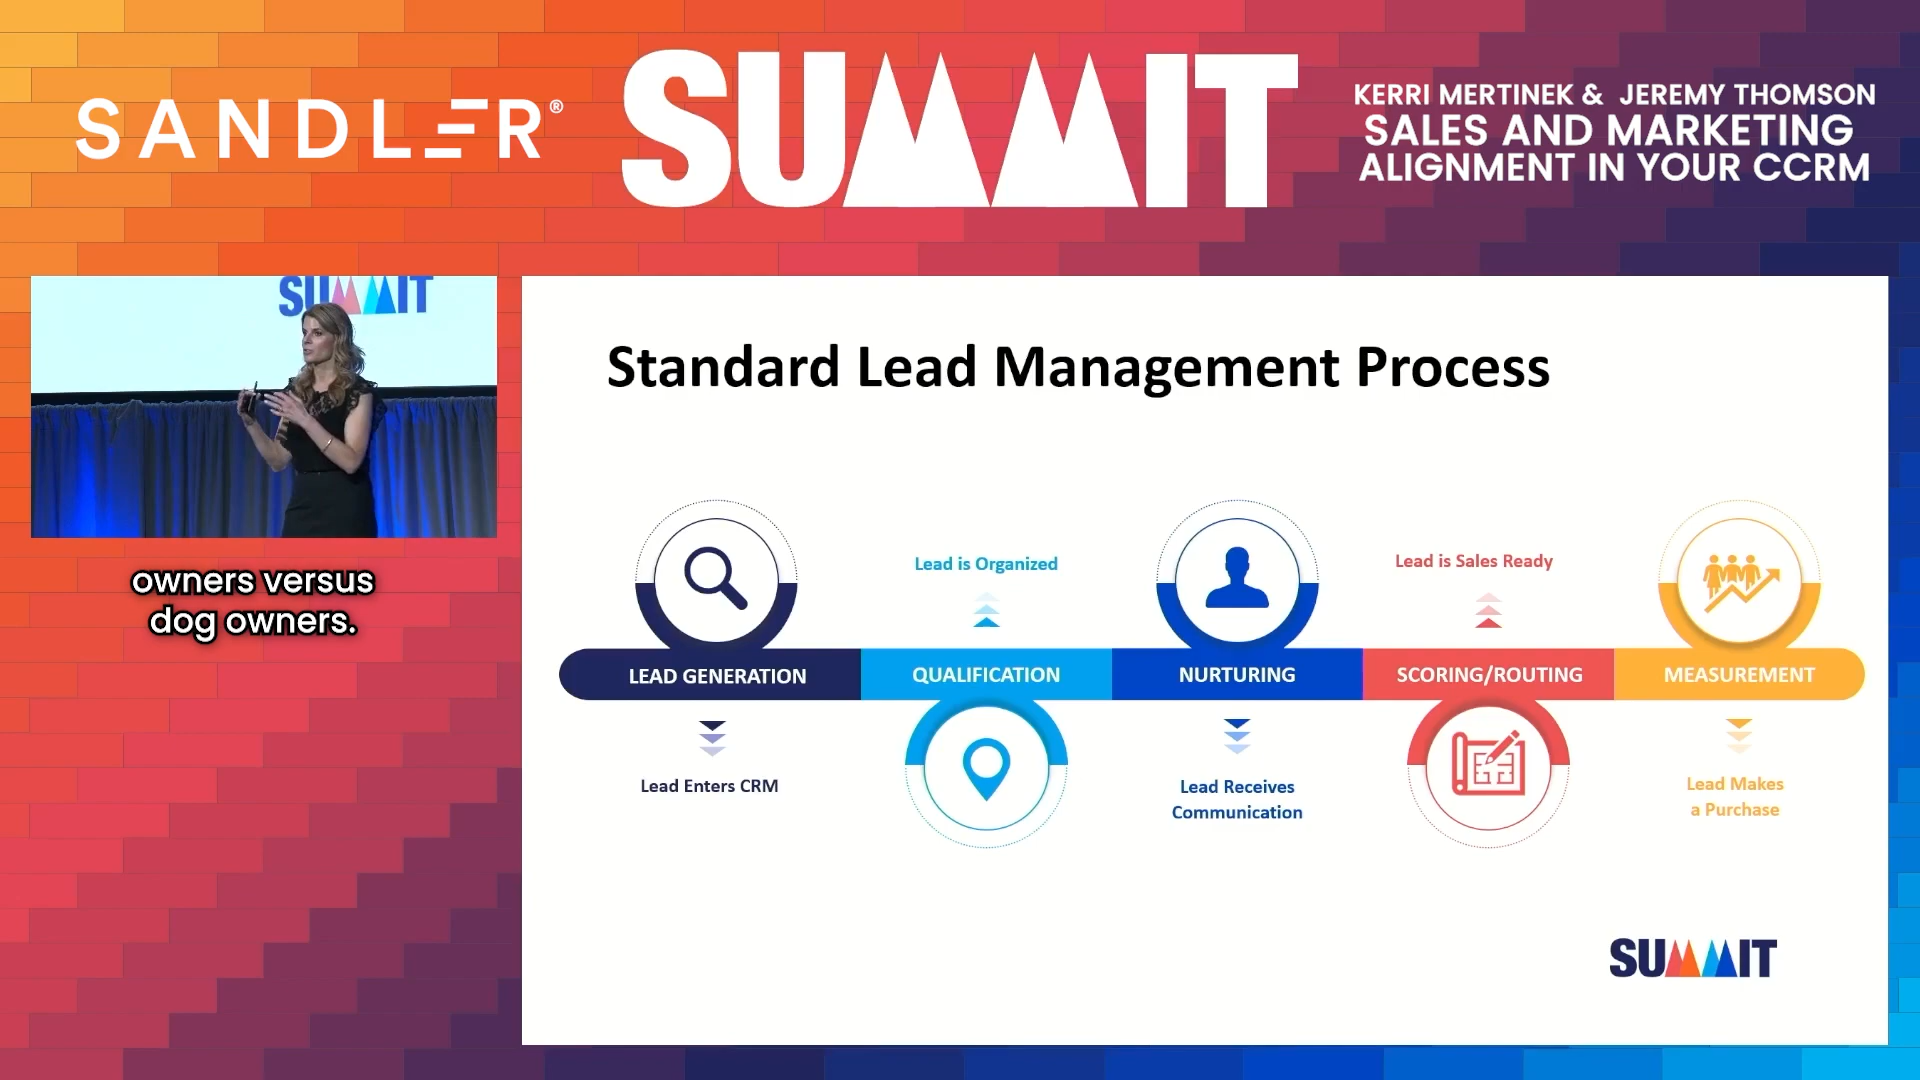 SANDLER®
SUMMIT
KERRI MERTINEK & JEREMY THOMSON
SALES AND MARKETING
ALIGNMENT IN YOUR CCRM
SUMMIT
owners versus
dog owners.
Standard Lead Management Process
Lead is Organized
Lead is Sales Ready
LEAD GENERATION
QUALIFICATION
NURTURING
SCORING/ROUTING
MEASUREMENT
Lead Enters CRM
Lead Receives
Communication
Lead Makes
a Purchase
SUMMIT